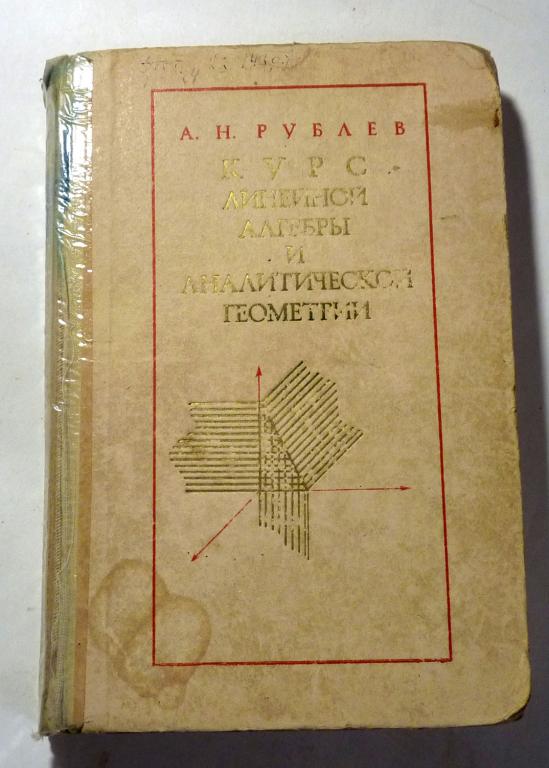 А. Н. РУБЛЕВ
КУРС
ЛИНЕЙНОЙ
АЛГЕБРЫ
И
АНАЛИТИЧЕСКОЙ
ГЕОМЕТРИИ